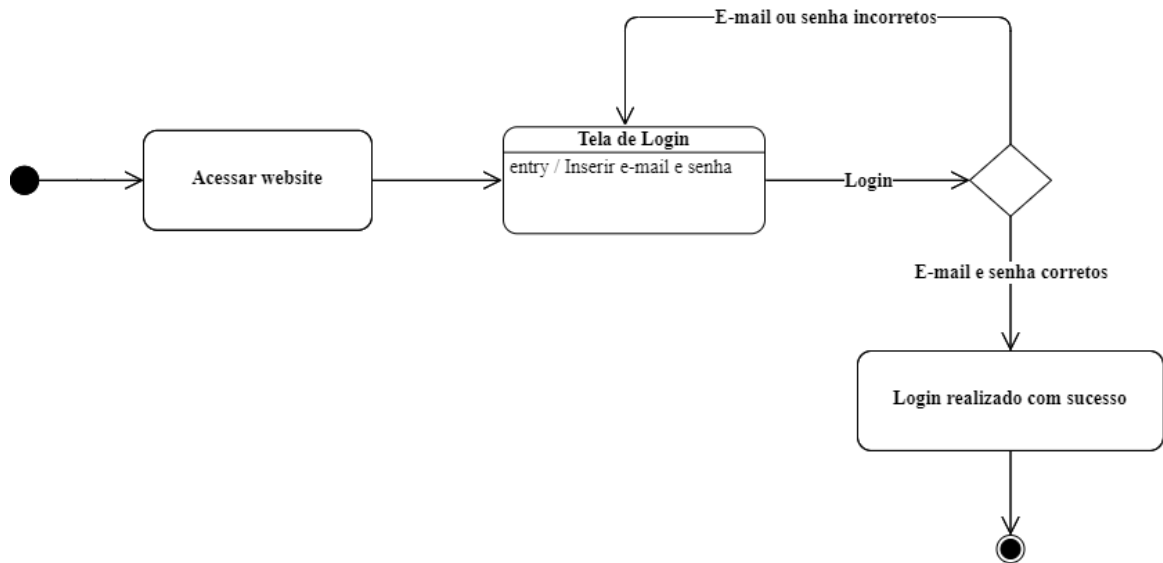 E-mail ou senha incorretos
Acessar website
Tela de Login
entry / Inserir e-mail e senha
Login
E-mail e senha corretos
Login realizado com sucesso